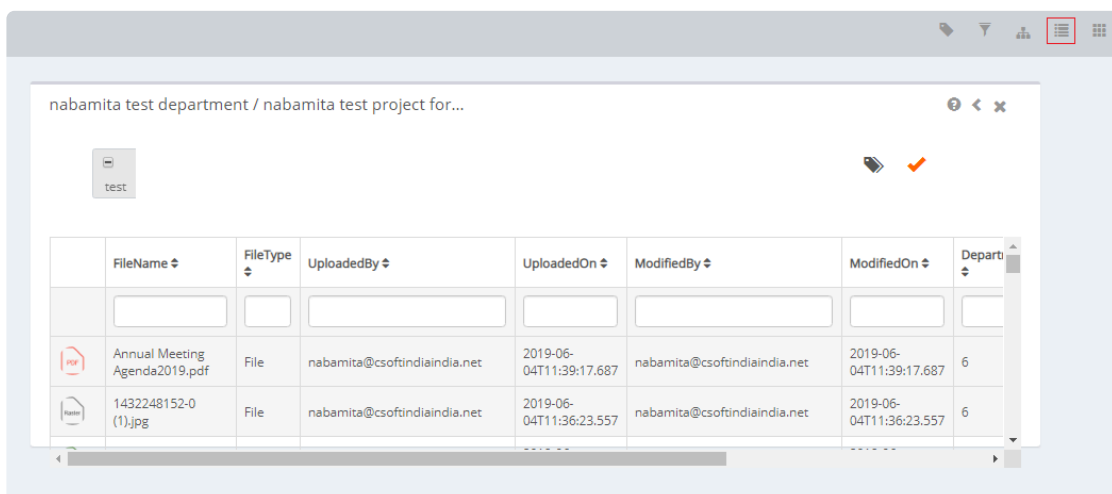 nabamita test department / nabamita test project for...
test
FileName
FileType
UploadedBy
UploadedOn
ModifiedBy
ModifiedOn
Departm
PDF
Annual Meeting
Agenda2019.pdf
File
nabamita@csoftindiaindia.net
2019-06-
04T11:39:17.687
nabamita@csoftindiaindia.net
2019-06-
04T11:39:17.687
6
Raster
1432248152-0
(1).jpg
File
nabamita@csoftindiaindia.net
2019-06-
04T11:36:23.557
nabamita@csoftindiaindia.net
2019-06-
04T11:36:23.557
6